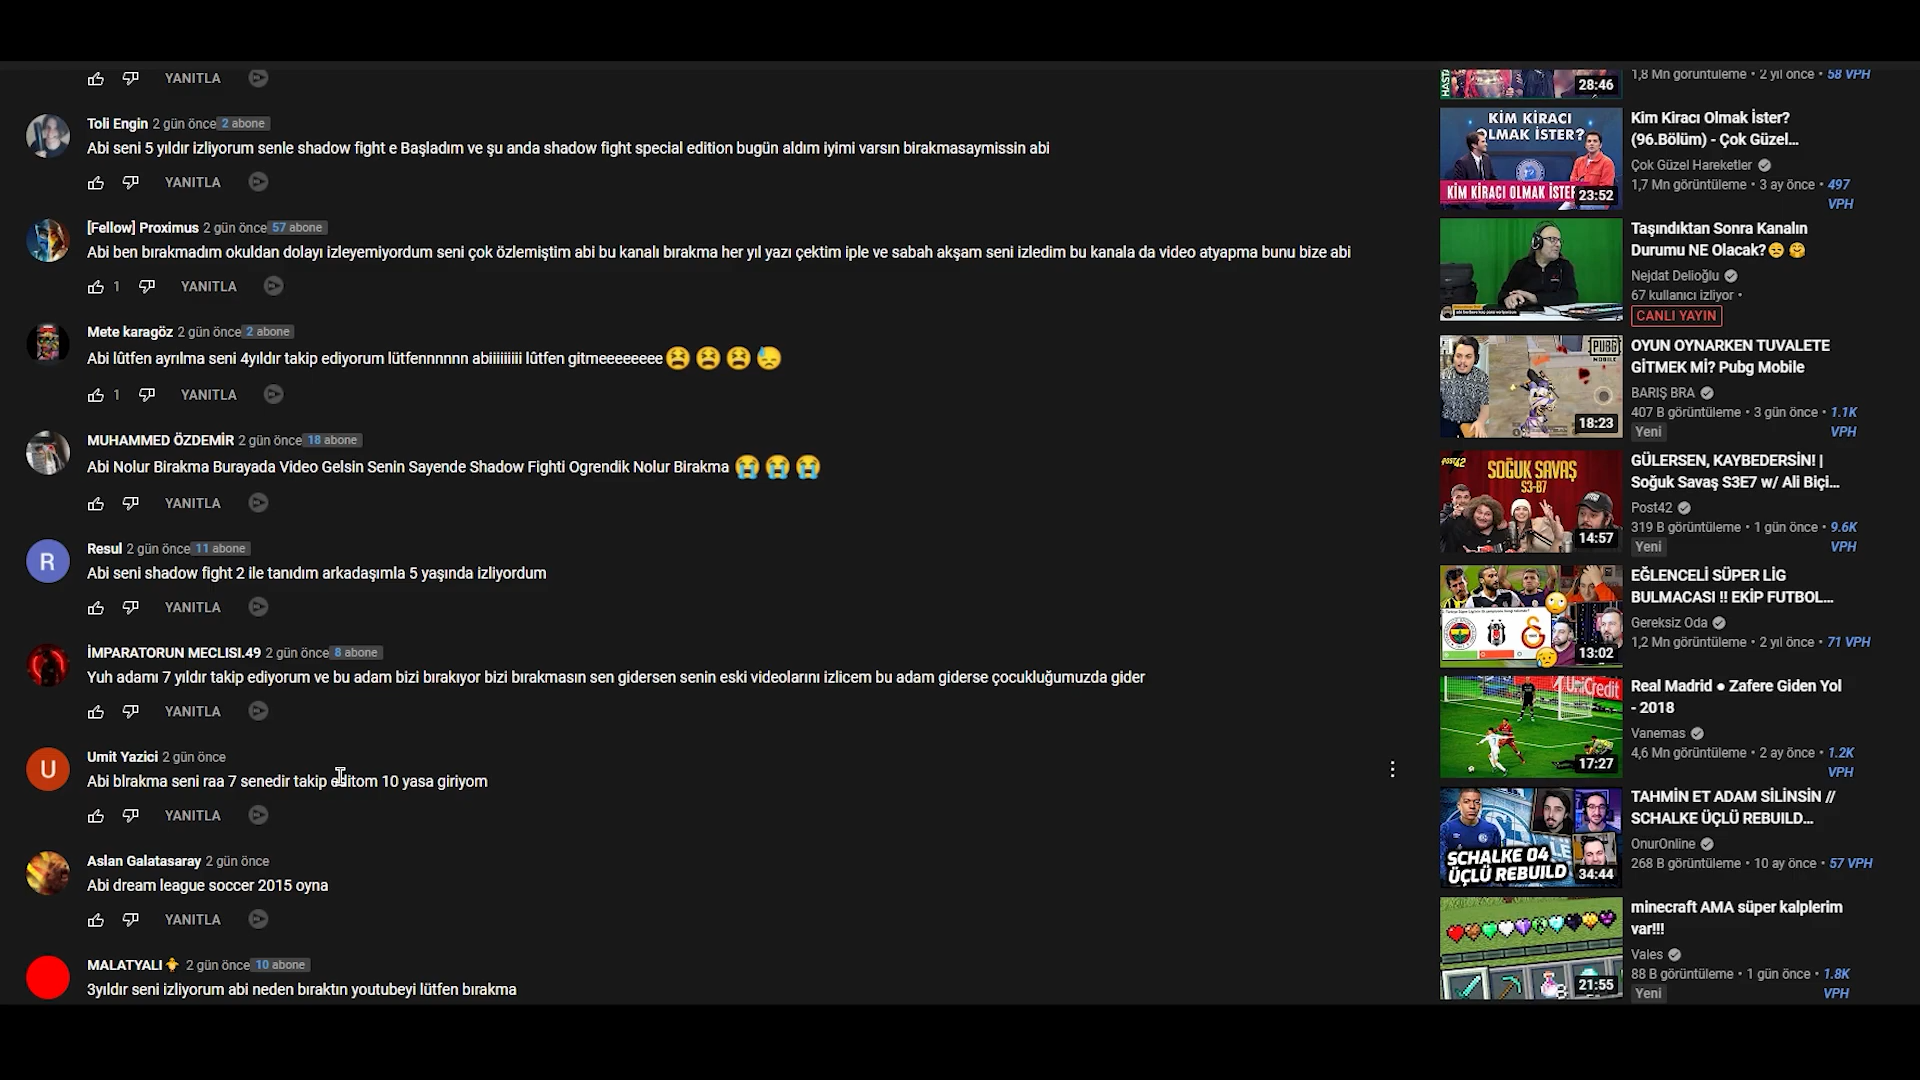 YANITLA
Toli Engin 2 gün önce 2 abone
Abi seni 5 yıldır izliyorum senle shadow fight e Başladım ve şu anda shadow fight special edition bugün aldım iyimi varsın birakmasaymissin abi
YANITLA
[Fellow] Proximus 2 gün önce 57 abone
Abi ben bırakmadım okuldan dolayı izleyemiyordum seni çok özlemiştim abi bu kanalı bırakma her yıl yazı çektim iple ve sabah akşam seni izledim bu kanala da video atyapma bunu bize abi
1 YANITLA
Mete karagöz 2 gün önce 2 abone
Abi lûtfen ayrılma seni 4yıldır takip ediyorum lütfennnnnn abiiiiiiiii lûtfen gitmeeeeeeee😫 😫 😫 😓
1 YANITLA
MUHAMMED ÖZDEMİR 2 gün önce 18 abone
Abi Nolur Birakma Burayada Video Gelsin Senin Sayende Shadow Fighti Ogrendik Nolur Birakma 😭 😭 😭
YANITLA
R
Resul 2 gün önce 11 abone
Abi seni shadow fight 2 ile tanıdım arkadaşımla 5 yaşında izliyordum
YANITLA
İMPARATORUN MECLISI.49 2 gün önce 8 abone
Yuh adamı 7 yıldır takip ediyorum ve bu adam bizi bırakıyor bizi bırakmasın sen gidersen senin eski videolarını izlicem bu adam giderse çocukluğumuzda gider
YANITLA
U
Umit Yazici 2 gün önce
Abi blrakma seni raa 7 senedir takip editom 10 yasa giriyom
YANITLA
Aslan Galatasaray 2 gün önce
Abi dream league soccer 2015 oyna
YANITLA
MALATYALI🐥 2 gün önce 10 abone
3yıldır seni izliyorum abi neden bıraktın youtubeyi lütfen bırakma
28:46
1,8 Mn görüntüleme • 2 yıl önce • 58 VPH
KİM KİRACI
OLMAK İSTER?
KİM KİRACI OLMAK İSTER
23:52
Kim Kiracı Olmak İster?
(96.Bölüm) - Çok Güzel...
Çok Güzel Hareketler
1,7 Mn görüntüleme • 3 ay önce • 497
VPH
Taşındıktan Sonra Kanalın
Durumu NE Olacak?😒 🤗
Nejdat Delioğlu
67 kullanıcı izliyor •
CANLI YAYIN
PUBG
MOBILE
18:23
OYUN OYNARKEN TUVALETE
GİTMEK Mİ? Pubg Mobile
BARIŞ BRA
407 B görüntüleme • 3 gün önce • 1.1K
VPH
Yeni
POST42
SOĞUK SAVAŞ
S3-B7
14:57
GÜLERSEN, KAYBEDERSİN! |
Soğuk Savaş S3E7 w/ Ali Biçi...
Post42
319 B görüntüleme • 1 gün önce • 9.6K
VPH
Yeni
13:02
EĞLENCELİ SÜPER LİG
BULMACASI !! EKİP FUTBOL...
Gereksiz Oda
1,2 Mn görüntüleme • 2 yıl önce • 71 VPH
UniCredit
17:27
Real Madrid ● Zafere Giden Yol
- 2018
Vanemas
4,6 Mn görüntüleme • 2 ay önce • 1.2K
VPH
SCHALKE 04
ÜÇLÜ REBUILD
34:44
TAHMİN ET ADAM SİLİNSİN //
SCHALKE ÜÇLÜ REBUILD...
OnurOnline
268 B görüntüleme • 10 ay önce • 57 VPH
21:55
minecraft AMA süper kalplerim
var!!!
Vales
88 B görüntüleme • 1 gün önce • 1.8K
VPH
Yeni